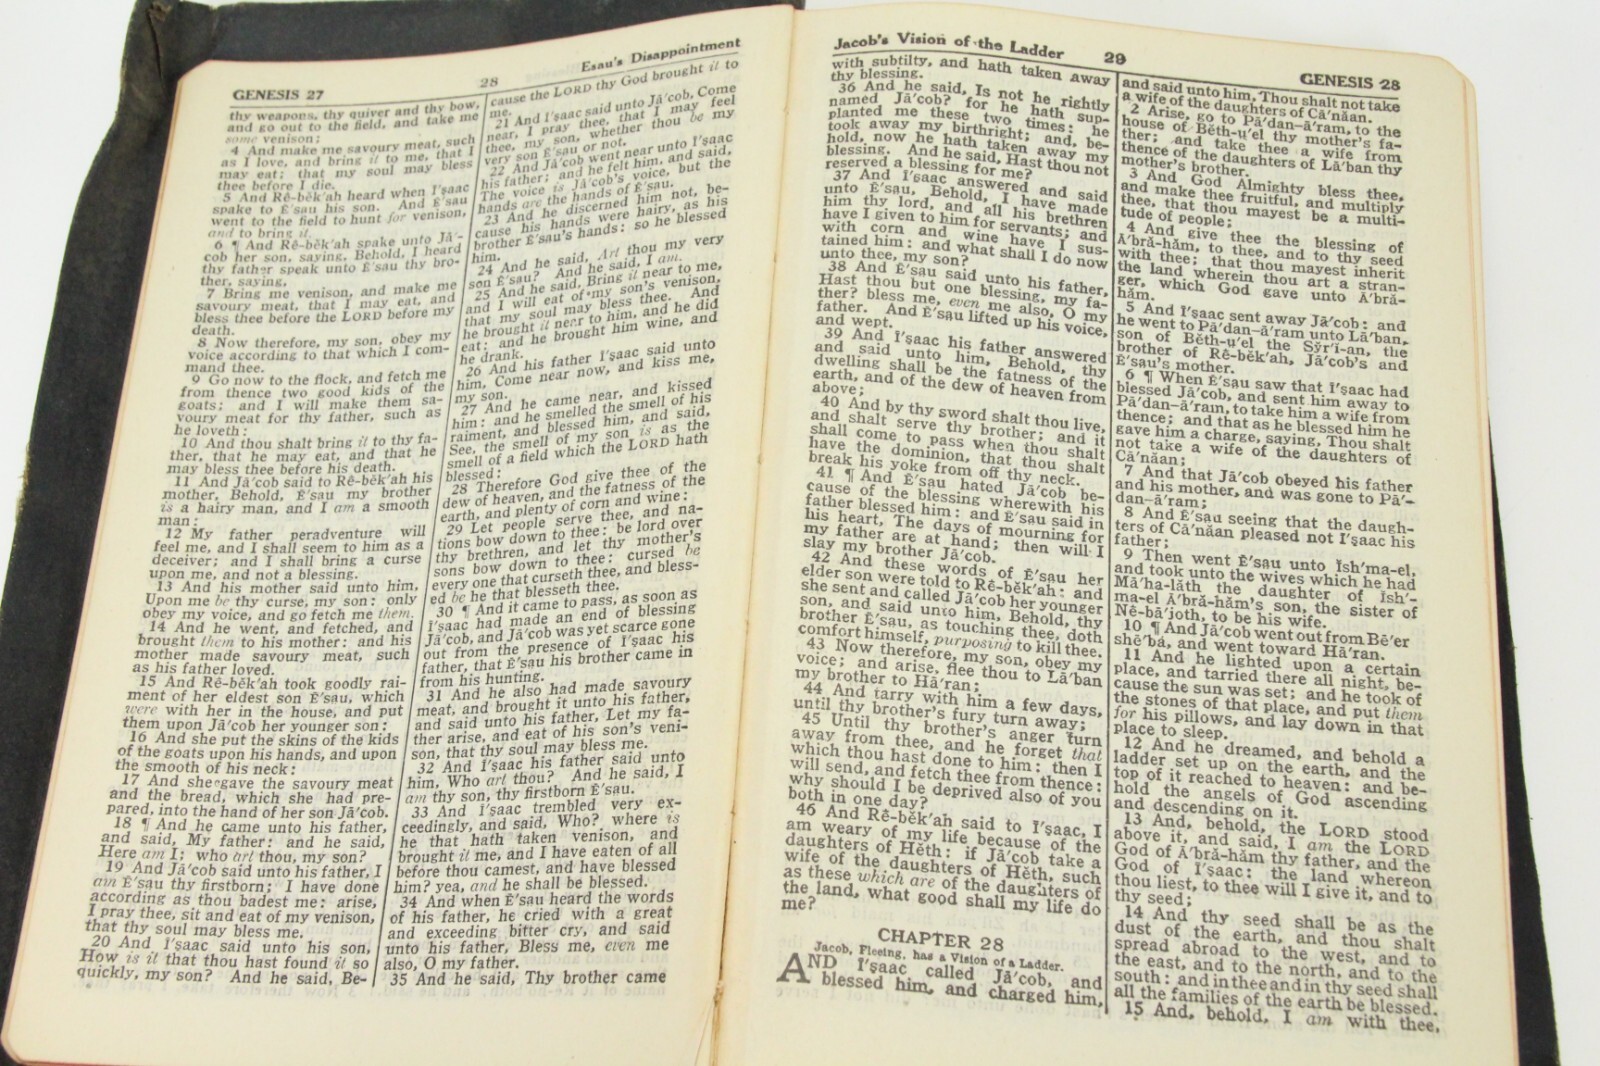 GENESIS 27
28
Esau's Disappointment
thy weapons, thy quiver and thy bow,
and go out to the field, and take me
some venison;
4 And make me savoury meat, such
as I love, and bring it to me, that I
may eat; that my soul may bless
thee before I die.
5 And Rē-bĕk'ah heard when I'ṣaac
spake to Ē'sau his son. And Ē'sau
went to the field to hunt for venison,
and to bring it.
6 ¶ And Rē-bĕk'ah spake unto Jā'-
cob her son, saying, Behold, I heard
thy father speak unto Ē'sau thy bro-
ther, saying,
7 Bring me venison, and make me
savoury meat, that I may eat, and
bless thee before the LORD before my
death.
8 Now therefore, my son, obey my
voice according to that which I com-
mand thee.
9 Go now to the flock, and fetch me
from thence two good kids of the
goats; and I will make them sa-
voury meat for thy father, such as
he loveth:
10 And thou shalt bring it to thy fa-
ther, that he may eat, and that he
may bless thee before his death.
11 And Jā'cob said to Rē-bĕk'ah his
mother, Behold, Ē'sau my brother
is a hairy man, and I am a smooth
man:
12 My father peradventure will
feel me, and I shall seem to him as a
deceiver; and I shall bring a curse
upon me, and not a blessing.
13 And his mother said unto him,
Upon me be thy curse, my son: only
obey my voice, and go fetch me them.
14 And he went, and fetched, and
brought them to his mother: and his
mother made savoury meat, such
as his father loved.
15 And Rē-bĕk'ah took goodly rai-
ment of her eldest son Ē'sau, which
were with her in the house, and put
them upon Jā'cob her younger son:
16 And she put the skins of the kids
of the goats upon his hands, and upon
the smooth of his neck:
17 And she gave the savoury meat
and the bread, which she had pre-
pared, into the hand of her son Jā'cob.
18 ¶ And he came unto his father,
and said, My father: and he said,
Here am I; who art thou, my son?
19 And Jā'cob said unto his father, I
am Ē'sau thy firstborn; I have done
according as thou badest me: arise,
I pray thee, sit and eat of my venison,
that thy soul may bless me.
20 And I'ṣaac said unto his son,
How is it that thou hast found it so
quickly, my son? And he said, Be-
cause the LORD thy God brought it to
me.
21 And I'ṣaac said unto Jā'cob, Come
near, I pray thee, that I may feel
thee, my son, whether thou be my
very son Ē'sau or not.
22 And Jā'cob went near unto I'ṣaac
his father; and he felt him, and said,
The voice is Jā'cob's voice, but the
hands are the hands of Ē'sau.
23 And he discerned him not, be-
cause his hands were hairy, as his
brother Ē'sau's hands: so he blessed
him.
24 And he said, Art thou my very
son Ē'sau? And he said, I am.
25 And he said, Bring it near to me,
and I will eat of my son's venison,
that my soul may bless thee. And
he brought it near to him, and he did
eat: and he brought him wine, and
he drank.
26 And his father I'ṣaac said unto
him, Come near now, and kiss me,
my son.
27 And he came near, and kissed
him: and he smelled the smell of his
raiment, and blessed him, and said,
See, the smell of my son is as the
smell of a field which the LORD hath
blessed:
28 Therefore God give thee of the
dew of heaven, and the fatness of the
earth, and plenty of corn and wine:
29 Let people serve thee, and na-
tions bow down to thee: be lord over
thy brethren, and let thy mother's
sons bow down to thee: cursed be
every one that curseth thee, and bless-
ed be he that blesseth thee.
30 ¶ And it came to pass, as soon as
I'ṣaac had made an end of blessing
Jā'cob, and Jā'cob was yet scarce gone
out from the presence of I'ṣaac his
father, that Ē'sau his brother came in
from his hunting.
31 And he also had made savoury
meat, and brought it unto his father,
and said unto his father, Let my fa-
ther arise, and eat of his son's veni-
son, that thy soul may bless me.
32 And I'ṣaac his father said unto
him, Who art thou? And he said, I
am thy son, thy firstborn Ē'sau.
33 And I'ṣaac trembled very ex-
ceedingly, and said, Who? where is
he that hath taken venison, and
brought it me, and I have eaten of all
before thou camest, and have blessed
him? yea, and he shall be blessed.
34 And when Ē'sau heard the words
of his father, he cried with a great
and exceeding bitter cry, and said
unto his father, Bless me, even me
also, O my father.
35 And he said, Thy brother came
Jacob's Vision of the Ladder
29
GENESIS 28
with subtilty, and hath taken away
thy blessing.
36 And he said, Is not he rightly
named Jā'cob? for he hath sup-
planted me these two times: he
took away my birthright; and, be-
hold, now he hath taken away my
blessing. And he said, Hast thou not
reserved a blessing for me?
37 And I'ṣaac answered and said
unto Ē'sau, Behold, I have made
him thy lord, and all his brethren
have I given to him for servants; and
with corn and wine have I sus-
tained him: and what shall I do now
unto thee, my son?
38 And Ē'sau said unto his father,
Hast thou but one blessing, my fa-
ther? bless me, even me also, O my
father. And Ē'sau lifted up his voice,
and wept.
39 And I'ṣaac his father answered
and said unto him, Behold, thy
dwelling shall be the fatness of the
earth, and of the dew of heaven from
above;
40 And by thy sword shalt thou live,
and shalt serve thy brother; and it
shall come to pass when thou shalt
have the dominion, that thou shalt
break his yoke from off thy neck.
41 ¶ And Ē'sau hated Jā'cob be-
cause of the blessing wherewith his
father blessed him: and Ē'sau said in
his heart, The days of mourning for
my father are at hand; then will I
slay my brother Jā'cob.
42 And these words of Ē'sau her
elder son were told to Rē-bĕk'ah: and
she sent and called Jā'cob her younger
son, and said unto him, Behold, thy
brother Ē'sau, as touching thee, doth
comfort himself, purposing to kill thee.
43 Now therefore, my son, obey my
voice; and arise, flee thou to Lā'ban
my brother to Hā'ran;
44 And tarry with him a few days,
until thy brother's fury turn away;
45 Until thy brother's anger turn
away from thee, and he forget that
which thou hast done to him: then I
will send, and fetch thee from thence:
why should I be deprived also of you
both in one day?
46 And Rē-bĕk'ah said to I'ṣaac, I
am weary of my life because of the
daughters of Hĕth: if Jā'cob take a
wife of the daughters of Hĕth, such
as these which are of the daughters of
the land, what good shall my life do
me?
CHAPTER 28
Jacob, Fleeing, has a Vision of a Ladder.
AND I'ṣaac called Jā'cob, and
blessed him, and charged him,
and said unto him, Thou shalt not take
a wife of the daughters of Cā'năan.
2 Arise, go to Pā'dan-ā'ram, to the
house of Bĕth-u'el thy mother's fa-
ther; and take thee a wife from
thence of the daughters of Lā'ban thy
mother's brother.
3 And God Almighty bless thee,
and make thee fruitful, and multiply
thee, that thou mayest be a multi-
tude of people;
4 And give thee the blessing of
Ā'bră-hăm, to thee, and to thy seed
with thee; that thou mayest inherit
the land wherein thou art a stran-
ger, which God gave unto Ā'bră-
hăm.
5 And I'ṣaac sent away Jā'cob: and
he went to Pā'dan-ā'ram unto Lā'ban,
son of Bĕth-u'el the Sy̆r'i-an, the
brother of Rē-bĕk'ah, Jā'cob's and
Ē'sau's mother.
6 ¶ When Ē'sau saw that I'ṣaac had
blessed Jā'cob, and sent him away to
Pā'dan-ā'ram, to take him a wife from
thence; and that as he blessed him he
gave him a charge, saying, Thou shalt
not take a wife of the daughters of
Cā'năan;
7 And that Jā'cob obeyed his father
and his mother, and was gone to Pā'-
dan-ā'ram;
8 And Ē'sau seeing that the daugh-
ters of Cā'năan pleased not I'ṣaac his
father;
9 Then went Ē'sau unto Ĭsh'ma-el,
and took unto the wives which he had
Mā'ha-lăth the daughter of Ĭsh'-
ma-el Ā'bră-hăm's son, the sister of
Nē-bā'joth, to be his wife.
10 ¶ And Jā'cob went out from Bē'er
shē'bá, and went toward Hā'ran.
11 And he lighted upon a certain
place, and tarried there all night, be-
cause the sun was set; and he took of
the stones of that place, and put them
for his pillows, and lay down in that
place to sleep.
12 And he dreamed, and behold a
ladder set up on the earth, and the
top of it reached to heaven: and be-
hold the angels of God ascending
and descending on it.
13 And, behold, the LORD stood
above it, and said, I am the LORD
God of Ā'bră-hăm thy father, and the
God of I'ṣaac: the land whereon
thou liest, to thee will I give it, and to
thy seed;
14 And thy seed shall be as the
dust of the earth, and thou shalt
spread abroad to the west, and to
the east, and to the north, and to the
south: and in thee and in thy seed shall
all the families of the earth be blessed.
15 And, behold, I am with thee,